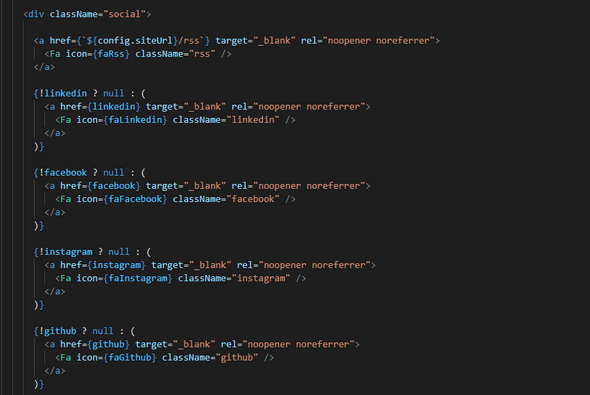 <div className="social">
<a href={`${config.siteUrl}/rss`} target="_blank" rel="noopener noreferrer">
<Fa icon={faRss} className="rss" />
</a>
{!linkedin ? null : (
<a href={linkedin} target="_blank" rel="noopener noreferrer">
<Fa icon={faLinkedin} className="linkedin" />
</a>
)}
{!facebook ? null : (
<a href={facebook} target="_blank" rel="noopener noreferrer">
<Fa icon={faFacebook} className="facebook" />
</a>
)}
{!instagram ? null : (
<a href={instagram} target="_blank" rel="noopener noreferrer">
<Fa icon={faInstagram} className="instagram" />
</a>
)}
{!github ? null : (
<a href={github} target="_blank" rel="noopener noreferrer">
<Fa icon={faGithub} className="github" />
</a>
)}